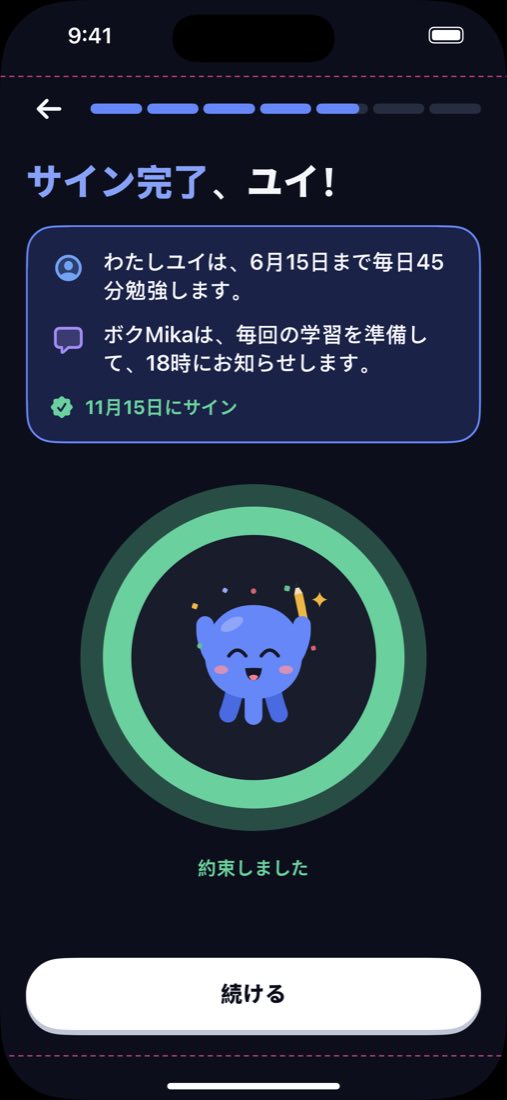 9:41
サイン完了、ユイ!
わたしユイは、6月15日まで毎日45
分勉強します。
ボクMikaは、毎回の学習を準備し
て、18時にお知らせします。
11月15日にサイン
約束しました
続ける